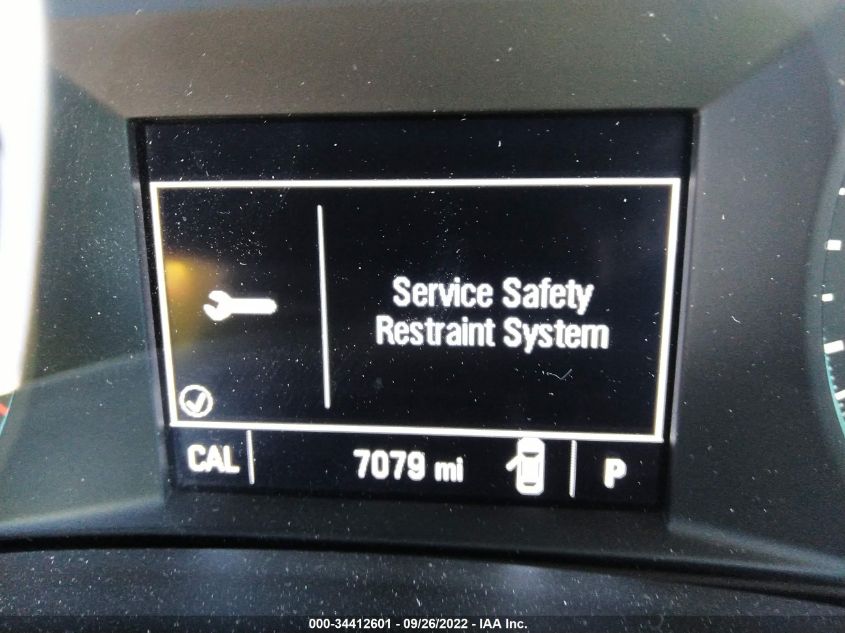 Service Safety
Restraint System
CAL 7079 mi P
000-34412601 - 09/26/2022 - IAA Inc.